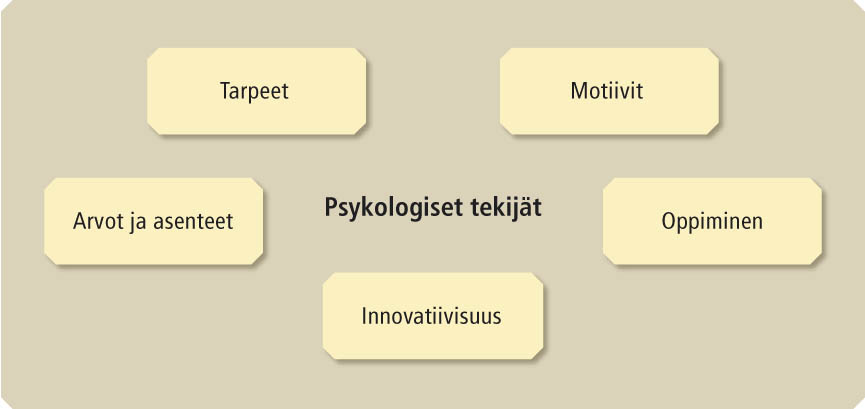 Tarpeet
Motiivit
Arvot ja asenteet
Psykologiset tekijät
Oppiminen
Innovatiivisuus